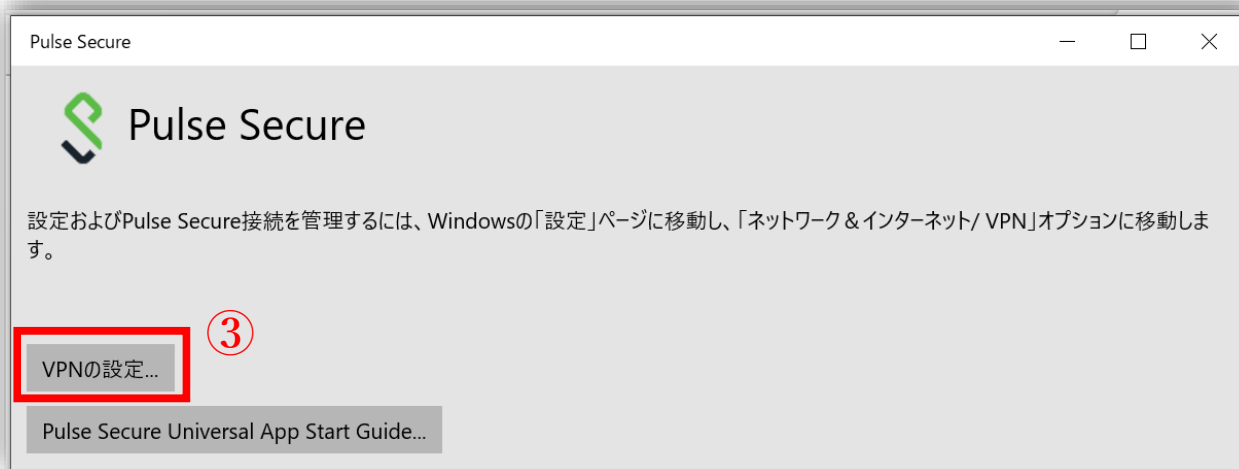 Pulse Secure
Pulse Secure
設定およびPulse Secure接続を管理するには、Windowsの「設定」ページに移動し、「ネットワーク＆インターネット/ VPN」オプションに移動しま
す。
③
VPNの設定...
Pulse Secure Universal App Start Guide...